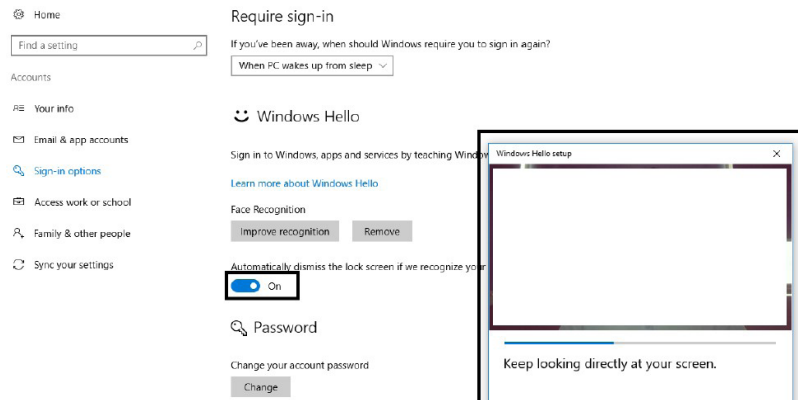 Home
Find a setting
Accounts
Your info
Email & app accounts
Sign-in options
Access work or school
Family & other people
Sync your settings
Require sign-in
If you've been away, when should Windows require you to sign in again?
When PC wakes up from sleep
Windows Hello
Sign in to Windows, apps and services by teaching Window
Learn more about Windows Hello
Face Recognition
Improve recognition Remove
Automatically dismiss the lock screen if we recognize your
On
Password
Change your account password
Change
Windows Hello setup
Keep looking directly at your screen.